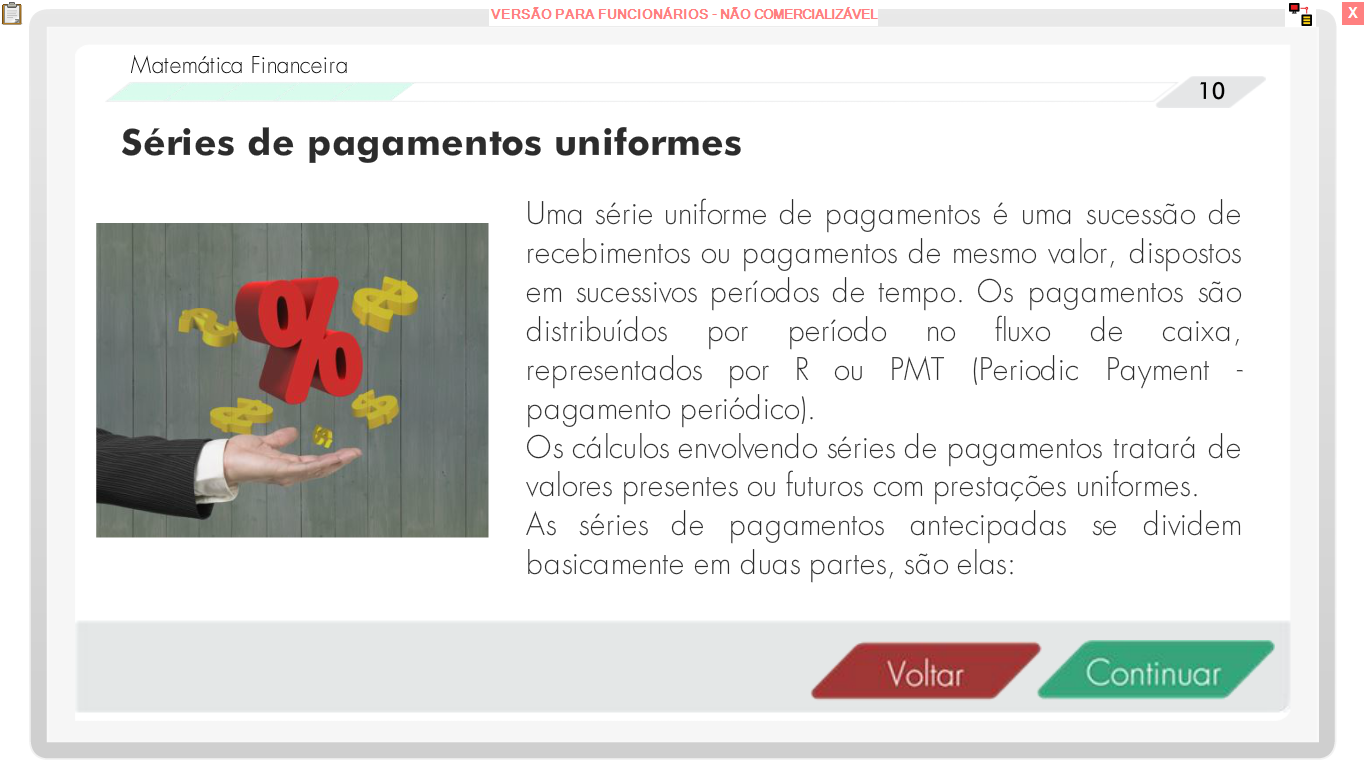 VERSÃO PARA FUNCIONÁRIOS - NÃO COMERCIALIZÁVEL
X
Matemática Financeira
10
Séries de pagamentos uniformes
Uma série uniforme de pagamentos é uma sucessão de
recebimentos ou pagamentos de mesmo valor, dispostos
em sucessivos períodos de tempo. Os pagamentos são
distribuídos por período no fluxo de caixa,
representados por R ou PMT (Periodic Payment -
pagamento periódico).
Os cálculos envolvendo séries de pagamentos tratará de
valores presentes ou futuros com prestações uniformes.
As séries de pagamentos antecipadas se dividem
basicamente em duas partes, são elas:
Voltar
Continuar